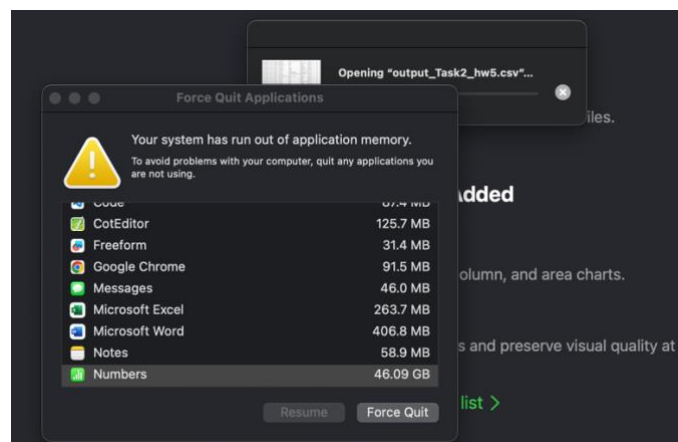 Opening "output_Task2_hw5.csv"...
Force Quit Applications
Your system has run out of application memory.
To avoid problems with your computer, quit any applications you
are not using.
Code 87.4 MB
CotEditor 125.7 MB
Freeform 31.4 MB
Google Chrome 91.5 MB
Messages 46.0 MB
Microsoft Excel 263.7 MB
Microsoft Word 406.8 MB
Notes 58.9 MB
Numbers 46.09 GB
Resume Force Quit
iles.
Added
olumn, and area charts.
s and preserve visual quality at
list >